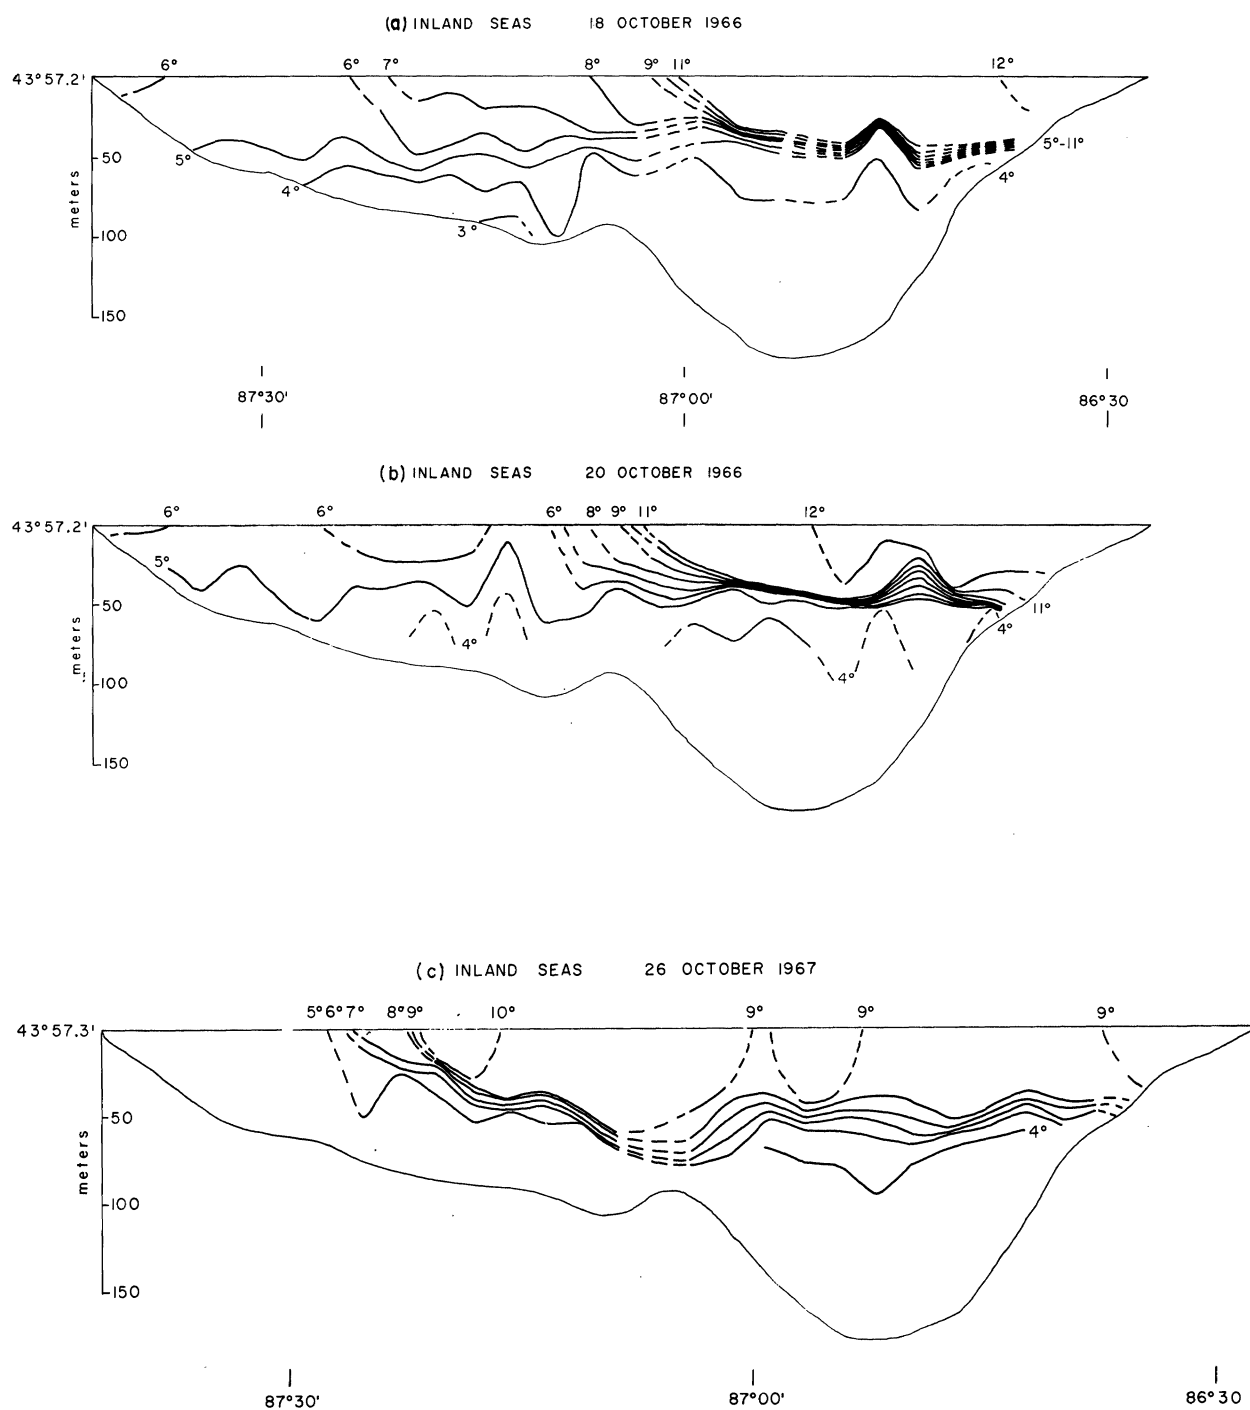 (a) INLAND SEAS 18 OCTOBER 1966
43°57.2'
6° 6° 7° 8° 9° 11° 12°
5°
50
5°-11°
4°
4°
meters
3°
100
150
87°30' 87°00' 86°30
(b) INLAND SEAS 20 OCTOBER 1966
43°57.2'
6° 6° 6° 8° 9° 11° 12°
5°
50
11°
4°
4°
4°
meters
100
150
(c) INLAND SEAS 26 OCTOBER 1967
43°57.3'
5° 6° 7° 8° 9° 10° 9° 9° 9°
50
4°
meters
100
150
87°30' 87°00' 86°30